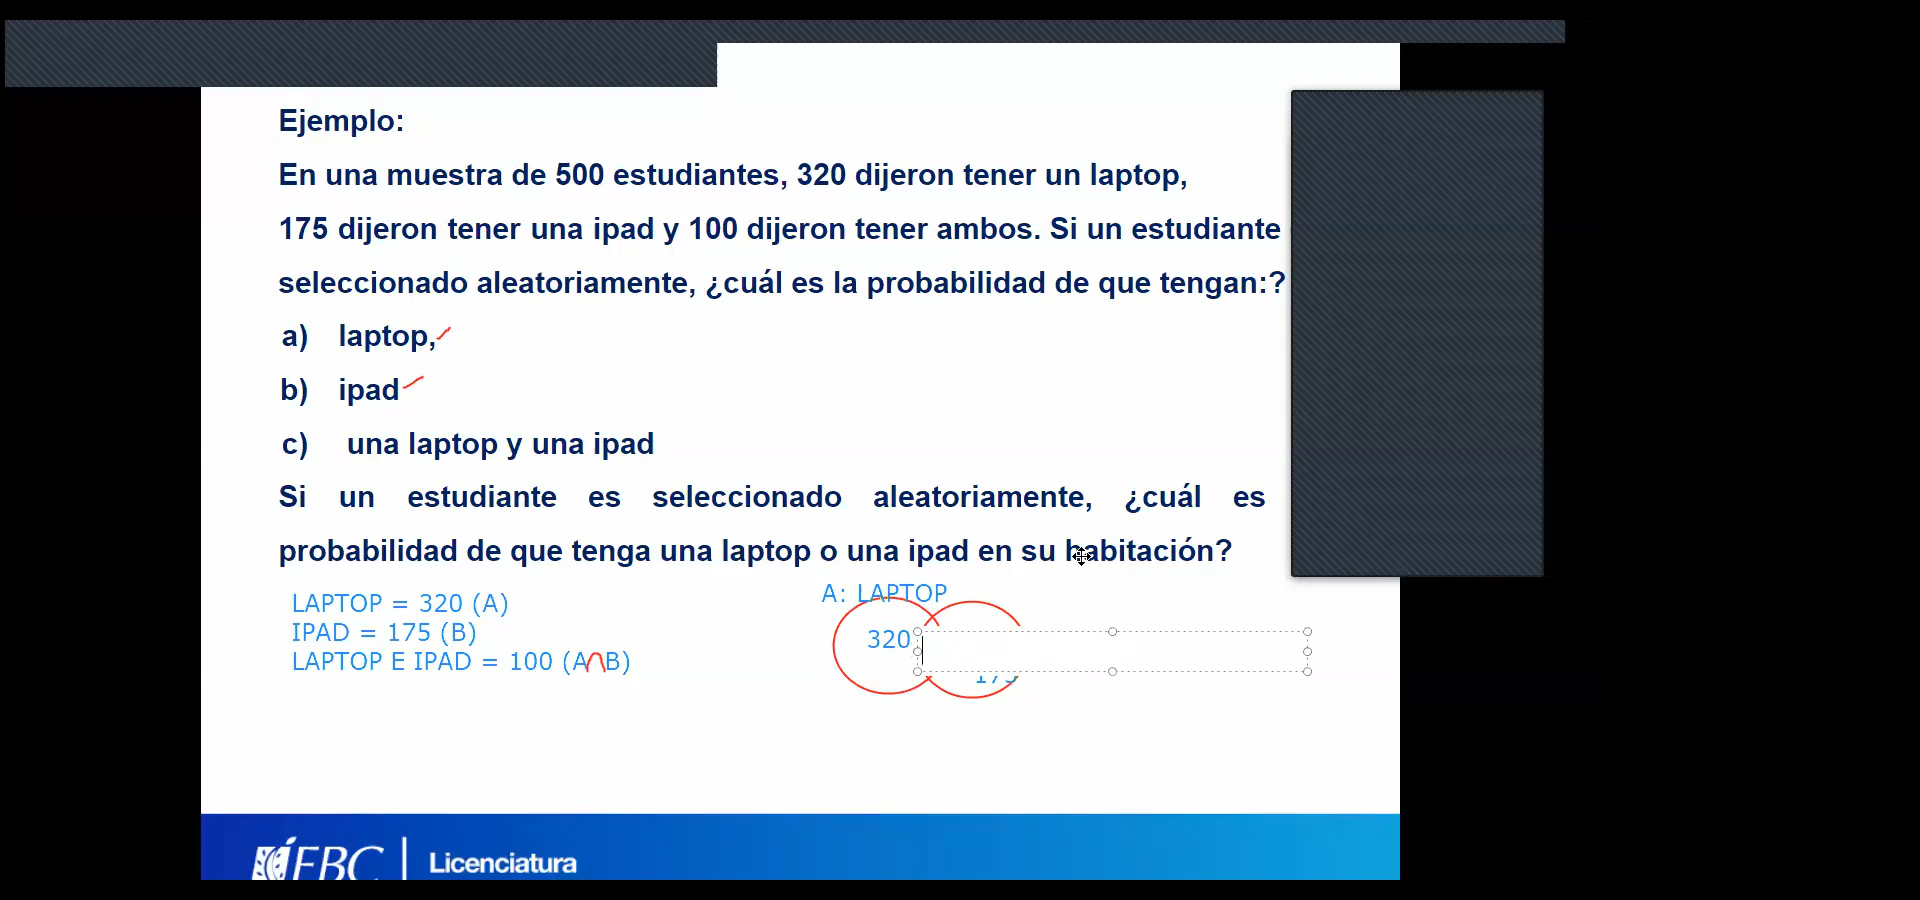 Ejemplo:
En una muestra de 500 estudiantes, 320 dijeron tener un laptop,
175 dijeron tener una ipad y 100 dijeron tener ambos. Si un estudiante
seleccionado aleatoriamente, ¿cuál es la probabilidad de que tengan:?
a) laptop,
b) ipad
c) una laptop y una ipad
Si un estudiante es seleccionado aleatoriamente, ¿cuál es
probabilidad de que tenga una laptop o una ipad en su habitación?
A: LAPTOP
LAPTOP = 320 (A)
IPAD = 175 (B)
LAPTOP E IPAD = 100 (A∩B)
320
175
EBC | Licenciatura